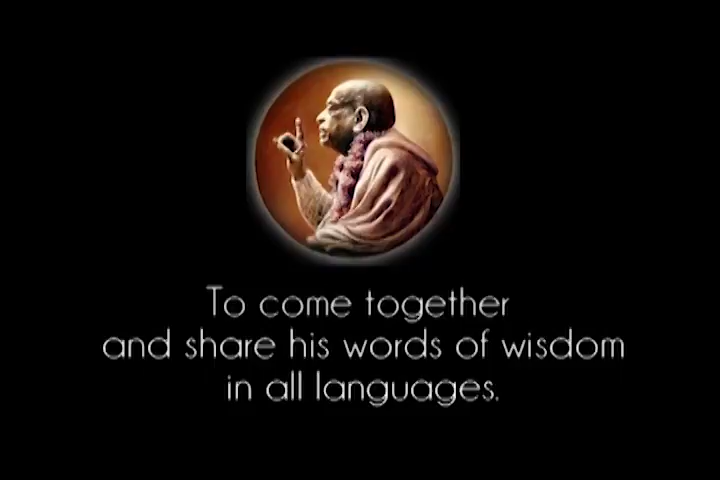 To come together
and share his words of wisdom
in all languages.